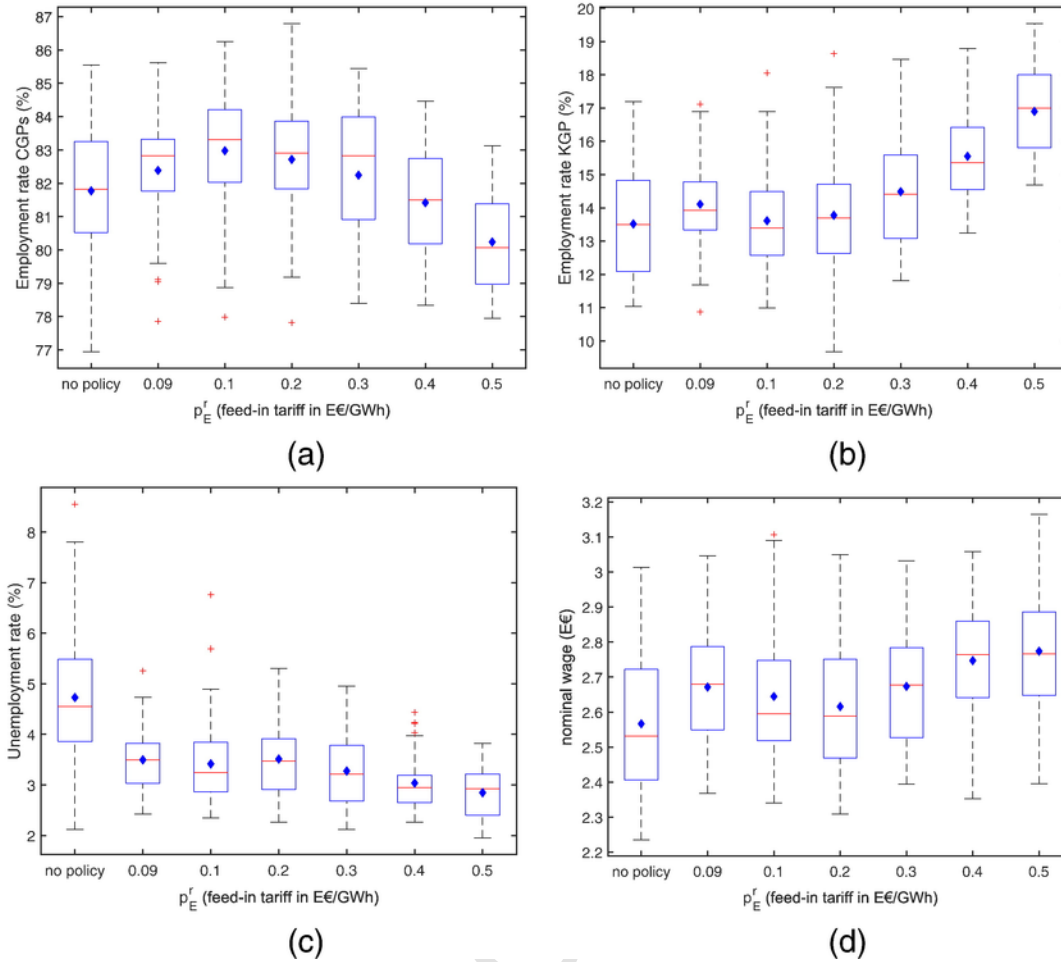 87
86
85
84
83
82
81
80
79
78
77
Employment rate CGPs (%)
no policy 0.09 0.1 0.2 0.3 0.4 0.5
p_E^r (feed-in tariff in E€/GWh)
(a)
20
19
18
17
16
15
14
13
12
11
10
Employment rate KGP (%)
no policy 0.09 0.1 0.2 0.3 0.4 0.5
p_E^r (feed-in tariff in E€/GWh)
(b)
8
7
6
5
4
3
2
Unemployment rate (%)
no policy 0.09 0.1 0.2 0.3 0.4 0.5
p_E^r (feed-in tariff in E€/GWh)
(c)
3.2
3.1
3
2.9
2.8
2.7
2.6
2.5
2.4
2.3
2.2
nominal wage (E€)
no policy 0.09 0.1 0.2 0.3 0.4 0.5
p_E^r (feed-in tariff in E€/GWh)
(d)